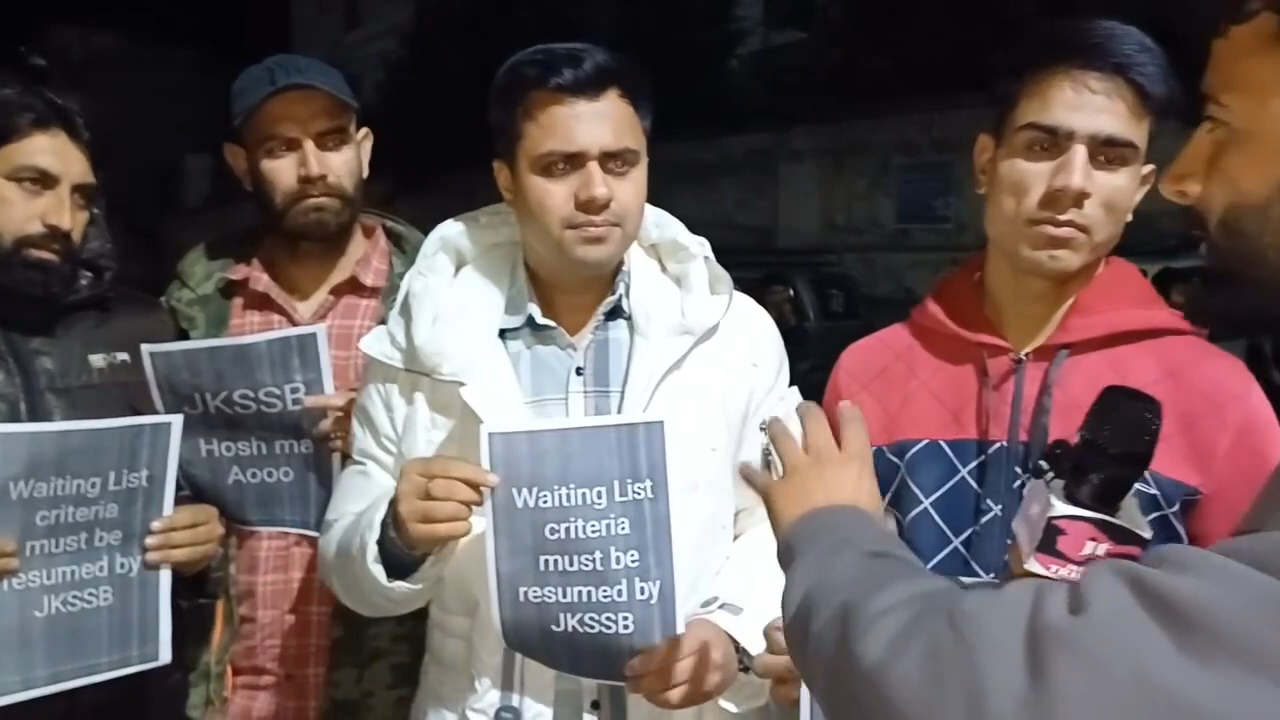 Waiting List
criteria
must be
resumed by
JKSSB
JKSSB
Hosh ma
Aooo
Waiting List
criteria
must be
resumed by
JKSSB